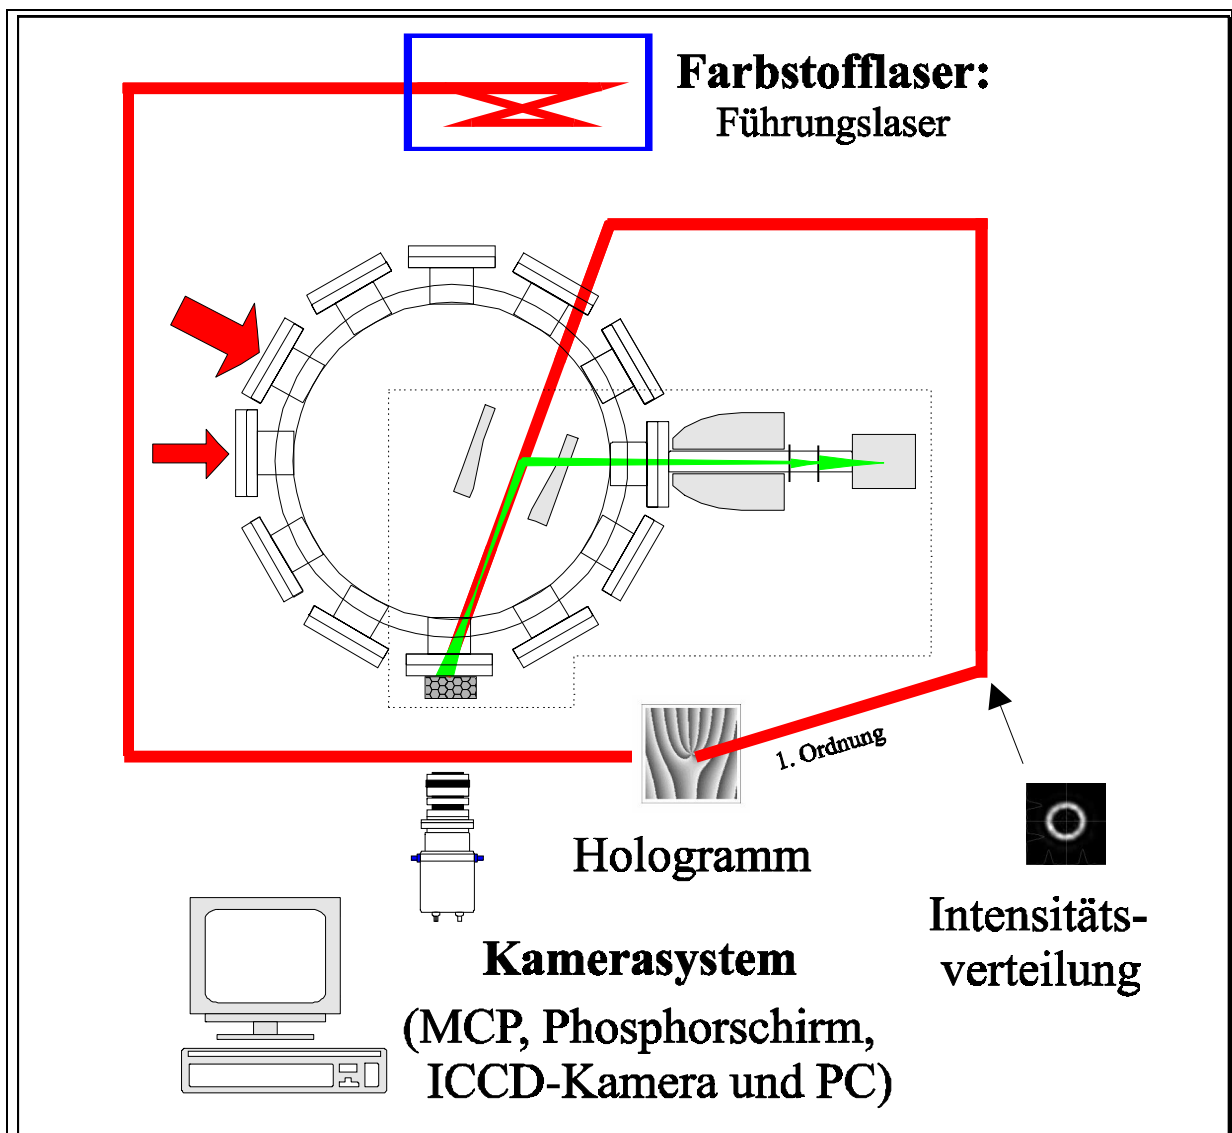 Farbstofflaser:
Führungslaser
1. Ordnung
Hologramm
Intensitäts-
verteilung
Kamerasystem
(MCP, Phosphorschirm,
ICCD-Kamera und PC)